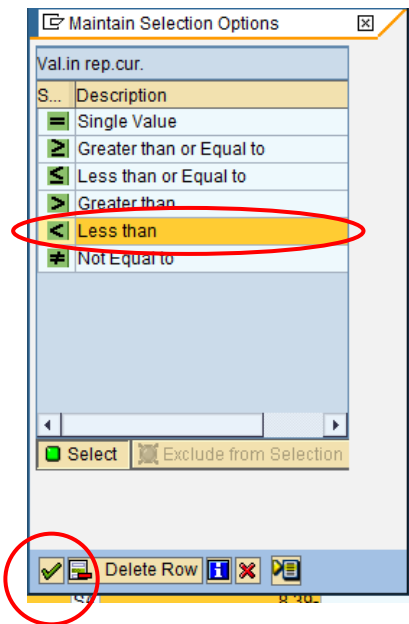 Maintain Selection Options
Val.in rep.cur.
S... Description
= Single Value
≥ Greater than or Equal to
≤ Less than or Equal to
> Greater than
< Less than
≠ Not Equal to
Select Exclude from Selection
Delete Row